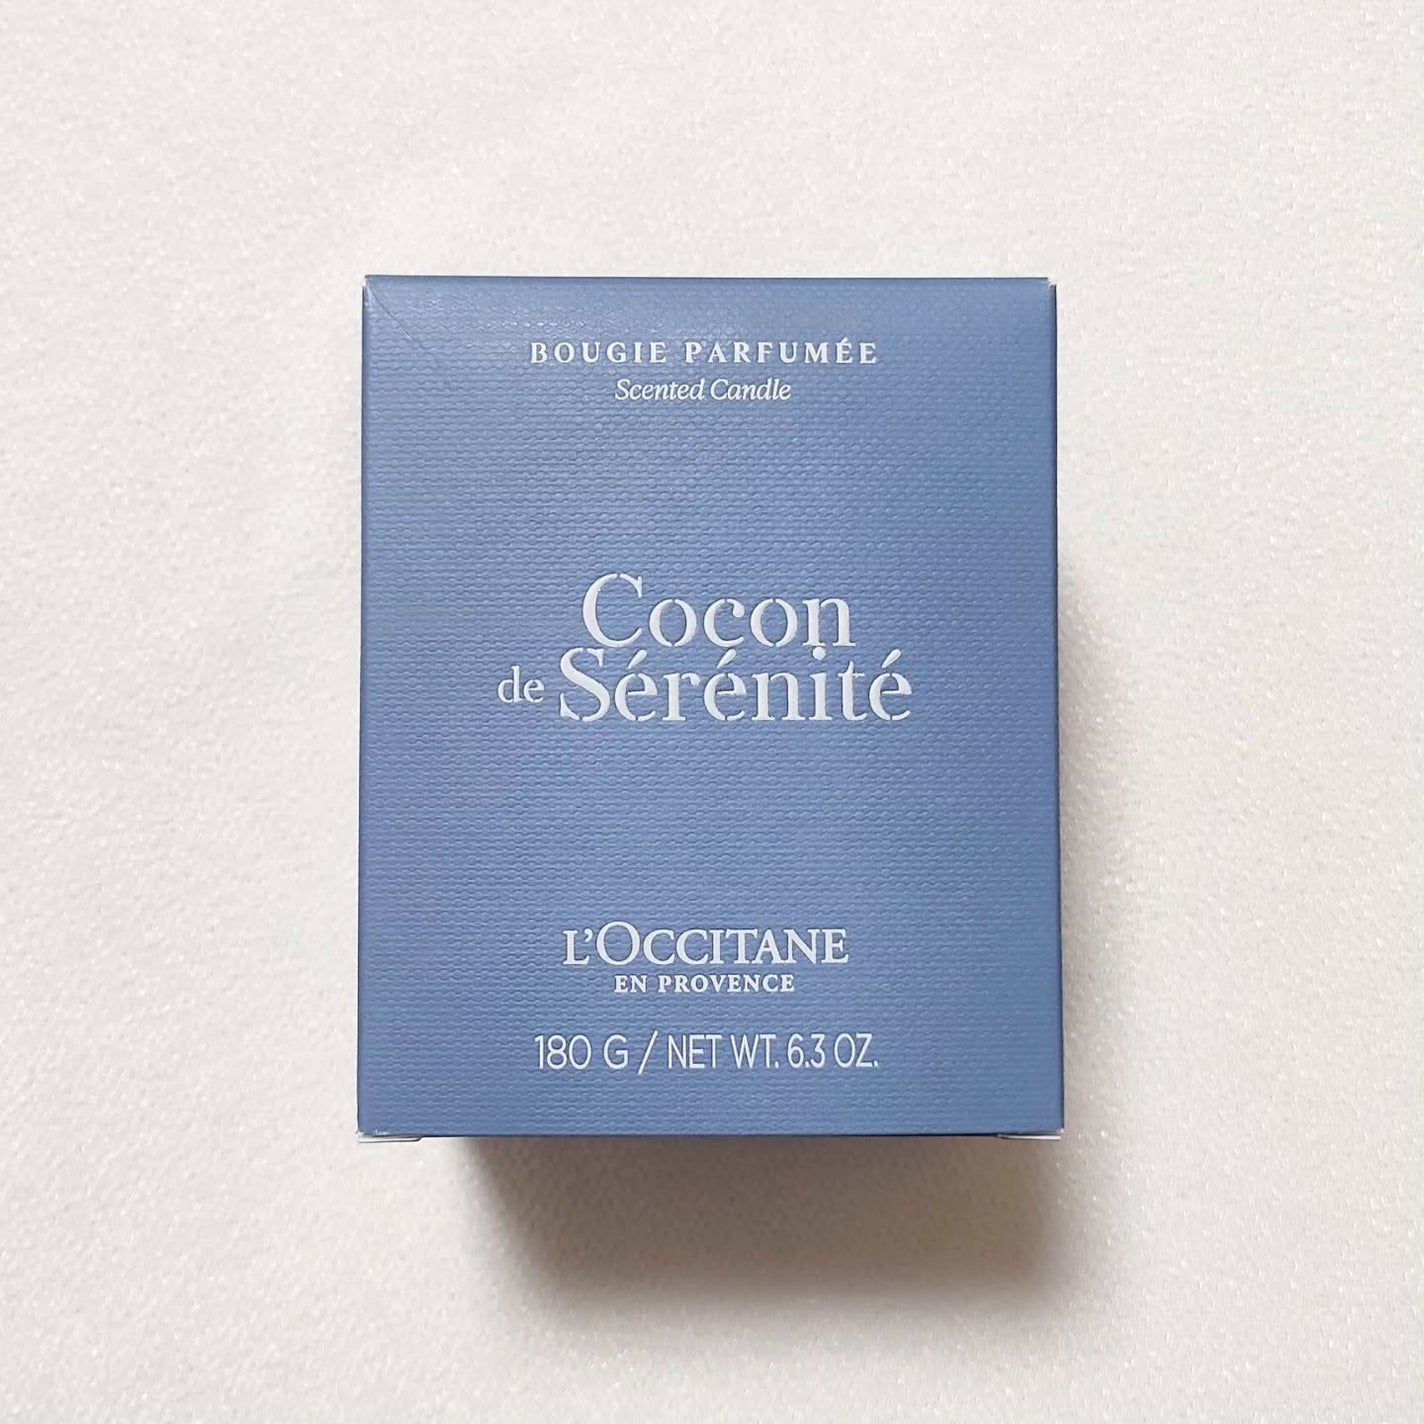 BOUGIE PARFUMÉE
Scented Candle
Cocon
de Sérénité
L'OCCITANE
EN PROVENCE
180 G / NET WT. 6.3 OZ.